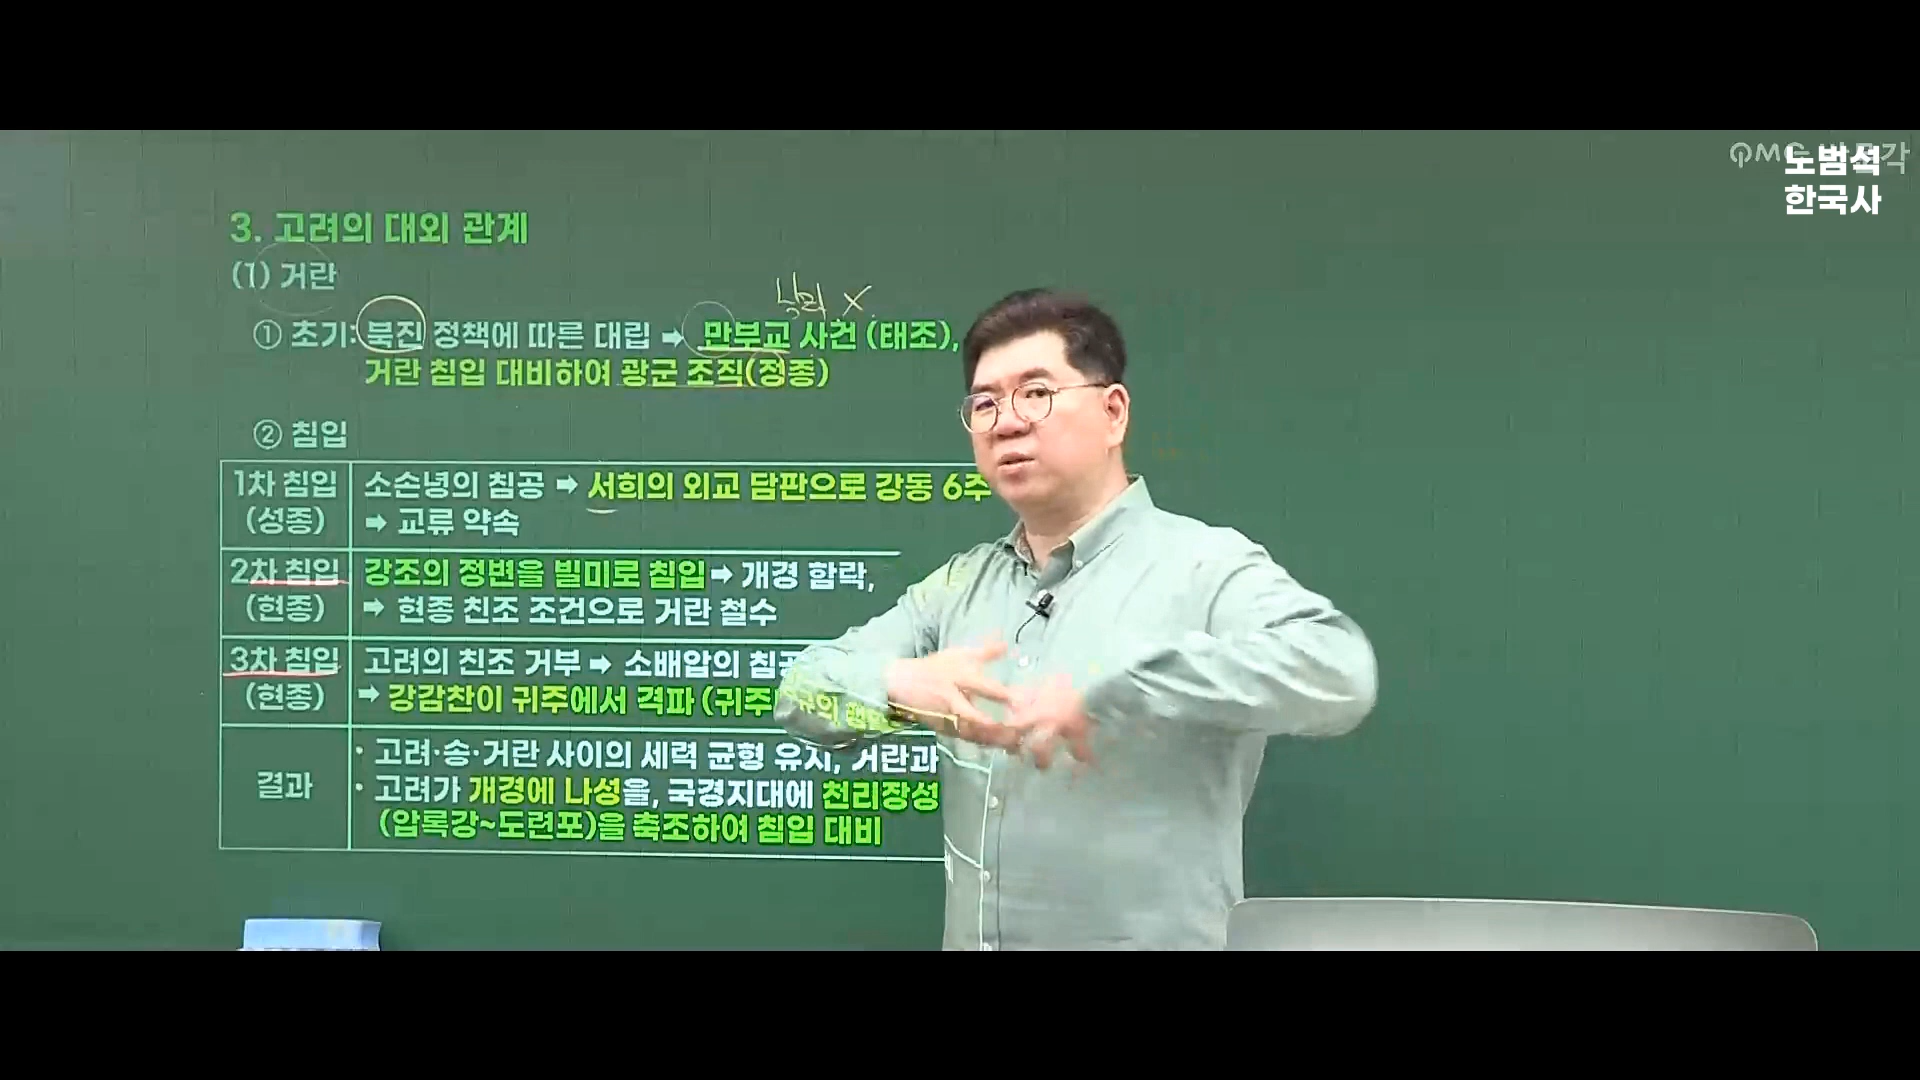 노범석
한국사
3. 고려의 대외 관계
(1) 거란
낙타 X
① 초기: 북진 정책에 따른 대립 ➡ 만부교 사건 (태조),
거란 침입 대비하여 광군 조직(정종)
② 침입
1차 침입 소손녕의 침공 ➡ 서희의 외교 담판으로 강동 6주
(성종) ➡ 교류 약속
2차 침입 강조의 정변을 빌미로 침입 ➡ 개경 함락,
(현종) ➡ 현종 친조 조건으로 거란 철수
3차 침입 고려의 친조 거부 ➡ 소배압의 침공
(현종) ➡ 강감찬이 귀주에서 격파 (귀주
결과
· 고려·송·거란 사이의 세력 균형 유지, 거란과
· 고려가 개경에 나성을, 국경지대에 천리장성
(압록강~도련포)을 축조하여 침입 대비